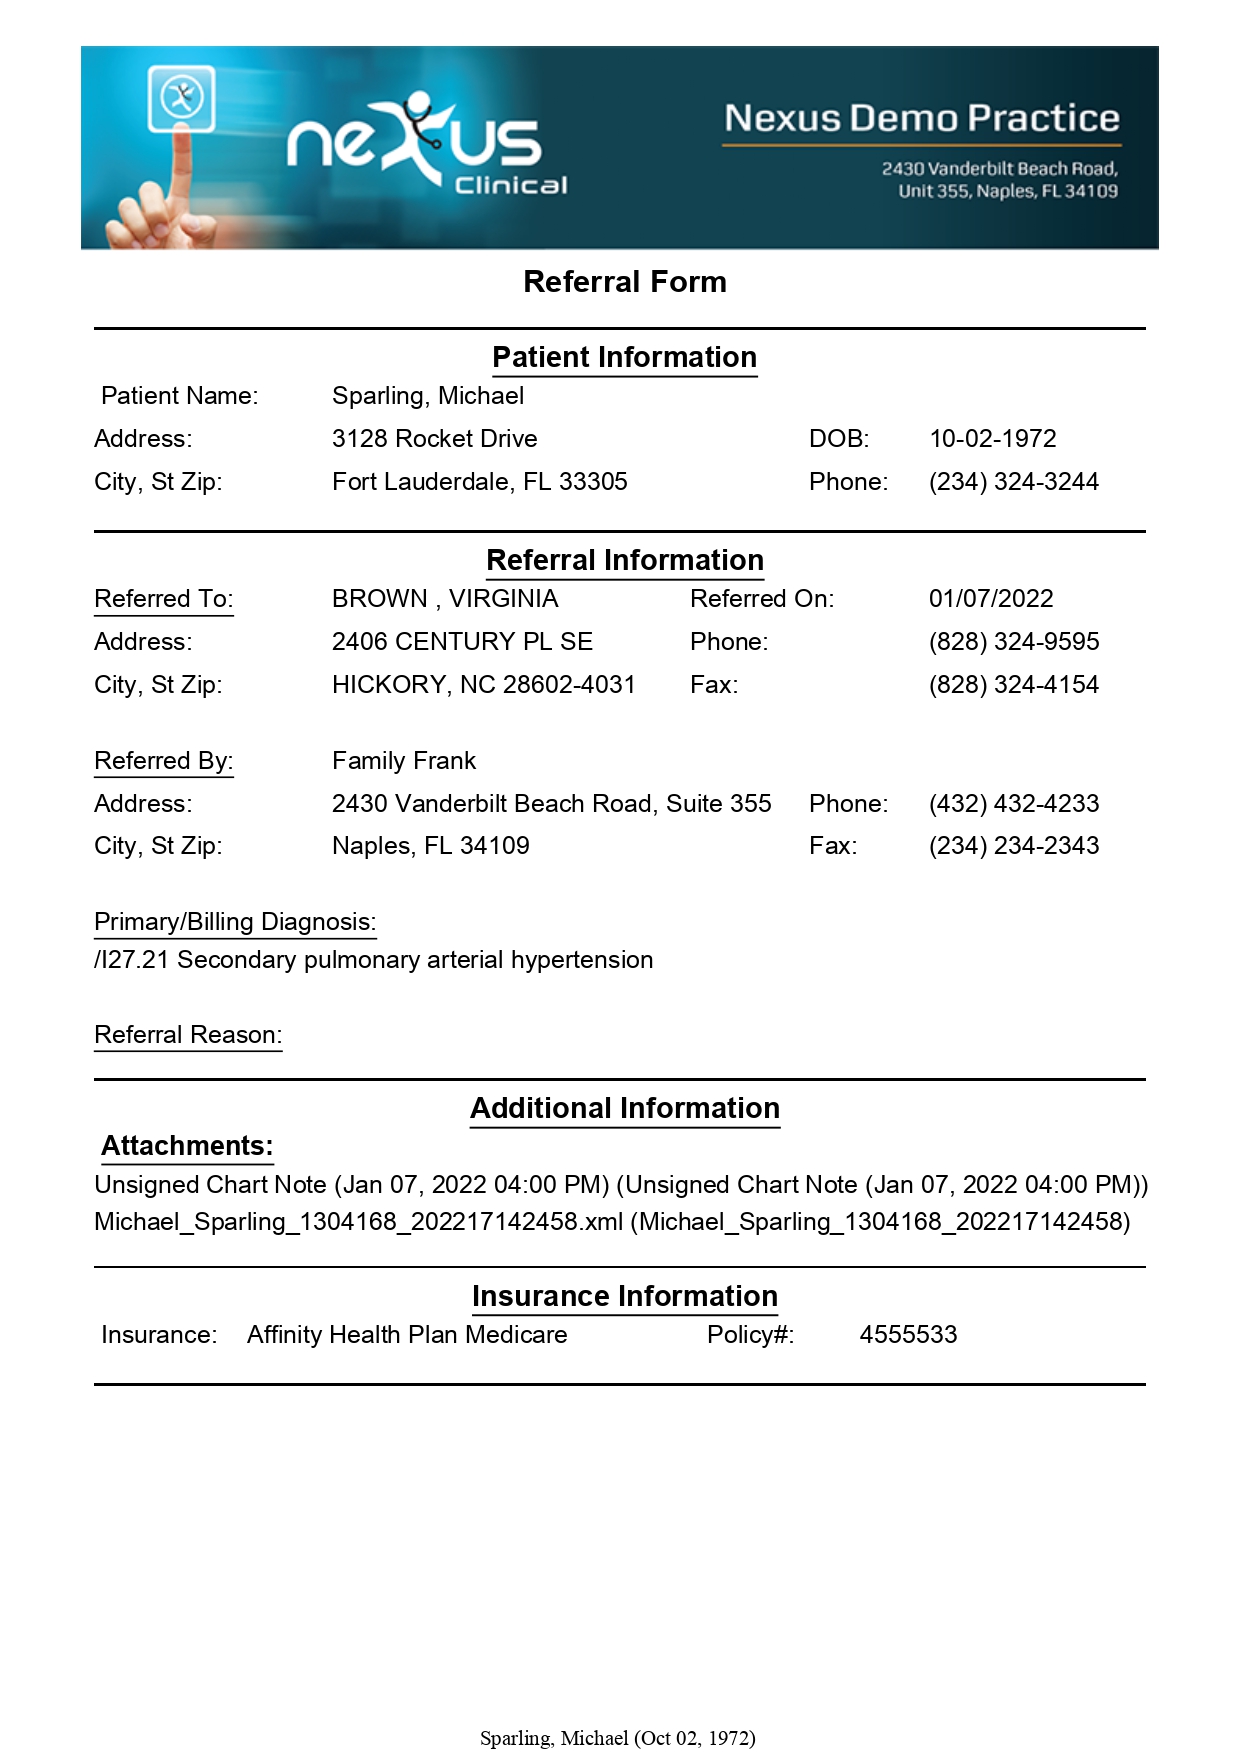 nexus
Clinical
Nexus Demo Practice
2430 Vanderbilt Beach Road,
Unit 355, Naples, FL 34109
Referral Form
Patient Information
Patient Name: Sparling, Michael
Address: 3128 Rocket Drive DOB: 10-02-1972
City, St Zip: Fort Lauderdale, FL 33305 Phone: (234) 324-3244
Referral Information
Referred To: BROWN , VIRGINIA Referred On: 01/07/2022
Address: 2406 CENTURY PL SE Phone: (828) 324-9595
City, St Zip: HICKORY, NC 28602-4031 Fax: (828) 324-4154
Referred By: Family Frank
Address: 2430 Vanderbilt Beach Road, Suite 355 Phone: (432) 432-4233
City, St Zip: Naples, FL 34109 Fax: (234) 234-2343
Primary/Billing Diagnosis:
/I27.21 Secondary pulmonary arterial hypertension
Referral Reason:
Additional Information
Attachments:
Unsigned Chart Note (Jan 07, 2022 04:00 PM) (Unsigned Chart Note (Jan 07, 2022 04:00 PM))
Michael_Sparling_1304168_202217142458.xml (Michael_Sparling_1304168_202217142458)
Insurance Information
Insurance: Affinity Health Plan Medicare Policy#: 4555533
Sparling, Michael (Oct 02, 1972)